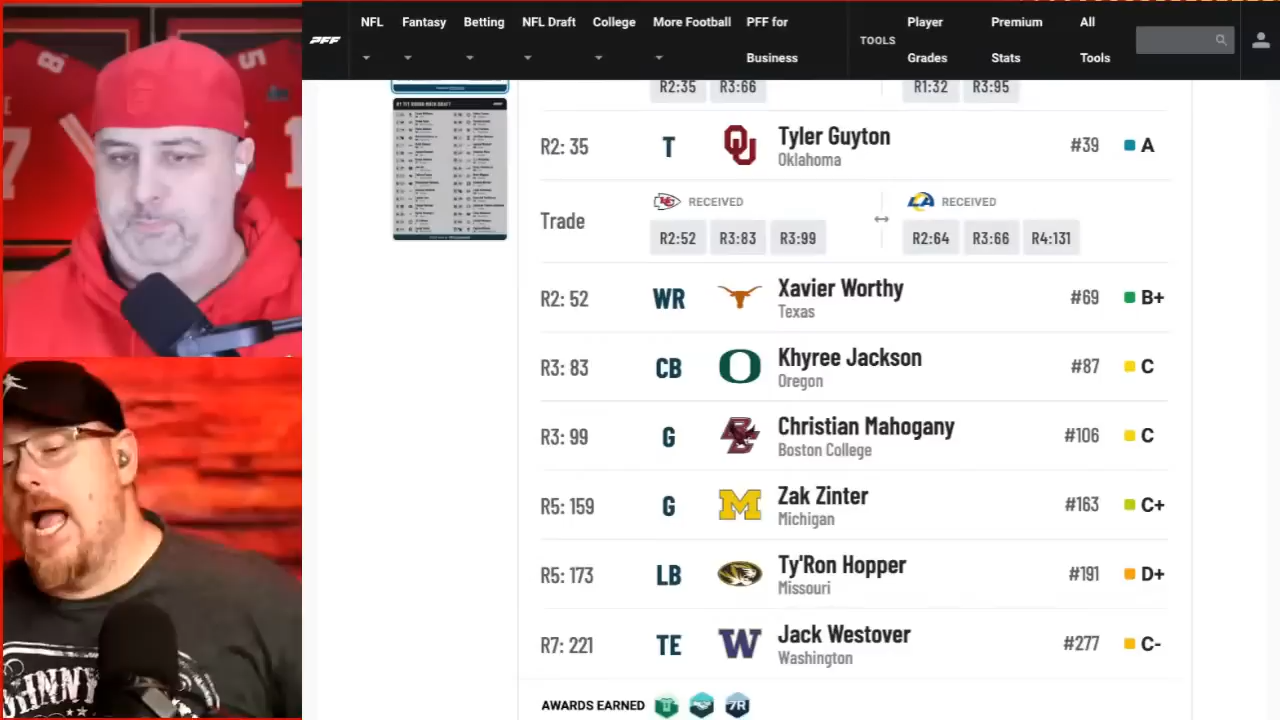 NFL
Fantasy
Betting
NFL Draft
College
More Football
PFF for
Business
TOOLS
Player
Grades
Premium
Stats
All
Tools
PFF
R2:35 R3:66 R1:32 R3:95
R2: 35 T OU Tyler Guyton #39 A
Oklahoma
Trade KC RECEIVED RECEIVED
R2:52 R3:83 R3:99 R2:64 R3:66 R4:131
R2: 52 WR Xavier Worthy #69 B+
Texas
R3: 83 CB O Khyree Jackson #87 C
Oregon
R3: 99 G Christian Mahogany #106 C
Boston College
R5: 159 G M Zak Zinter #163 C+
Michigan
R5: 173 LB Ty'Ron Hopper #191 D+
Missouri
R7: 221 TE W Jack Westover #277 C-
Washington
AWARDS EARNED 7R